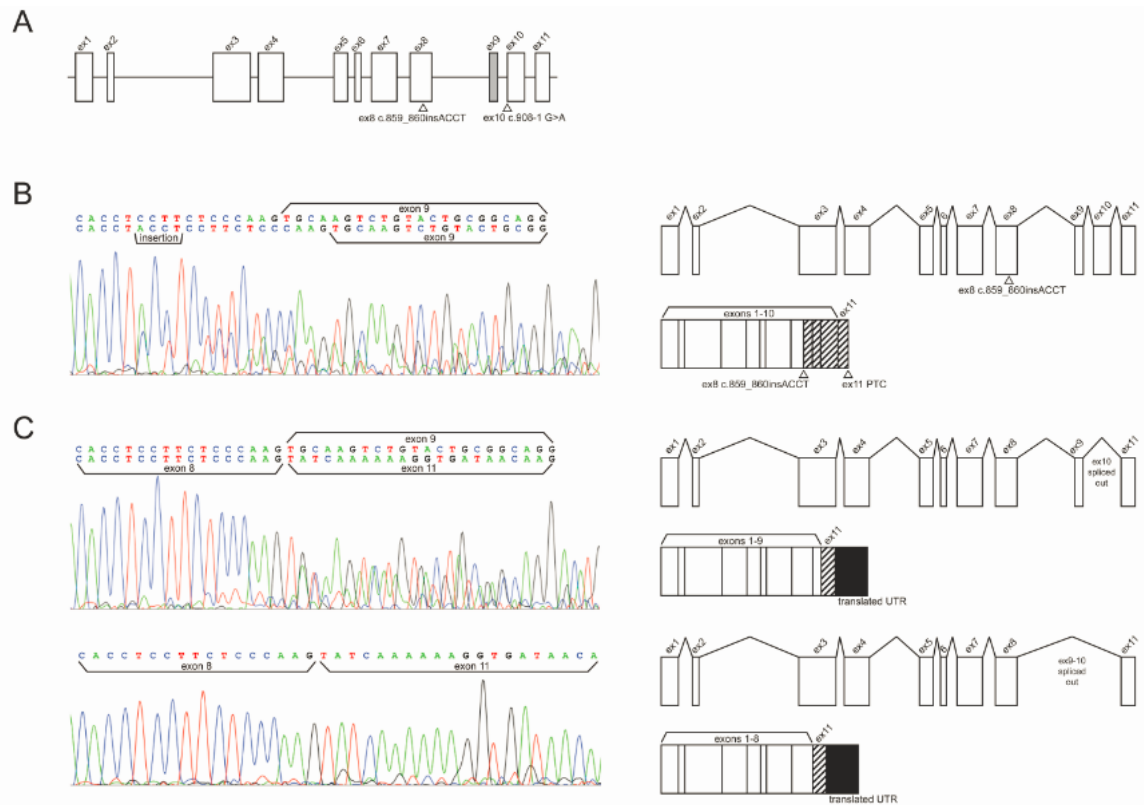 A
ex1 ex2 ex3 ex4 ex5 ex6 ex7 ex8 ex9 ex10 ex11
ex8 c.859_860insACCT ex10 c.908-1 G>A
B
exon 9
C A C C T C C T T C T C C C A A G T G C A A G T C T G T A C T G C G G C A G G
C A C C T A C C T C C T T C T C C C A A G T G C A A G T C T G T A C T G C G G
insertion exon 9
ex1 ex2 ex3 ex4 ex5 6 ex7 ex8 ex9 ex10 ex11
ex8 c.859_860insACCT
exons 1-10 ex11
ex8 c.859_860insACCT ex11 PTC
C
exon 9
C A C C T C C T T C T C C C A A G T G C A A G T C T G T A C T G C G G C A G G
C A C C T C C T T C T C C C A A G T A T C A A A A A A G G T G A T A A C A A G G
exon 8 exon 11
ex1 ex2 ex3 ex4 ex5 6 ex7 ex8 ex9 ex11
ex10
spliced
out
exons 1-9 ex11
translated UTR
C A C C T C C T T C T C C C A A G T A T C A A A A A A G G T G A T A A C A
exon 8 exon 11
ex1 ex2 ex3 ex4 ex5 6 ex7 ex8 ex11
ex9-10
spliced
out
exons 1-8 ex11
translated UTR